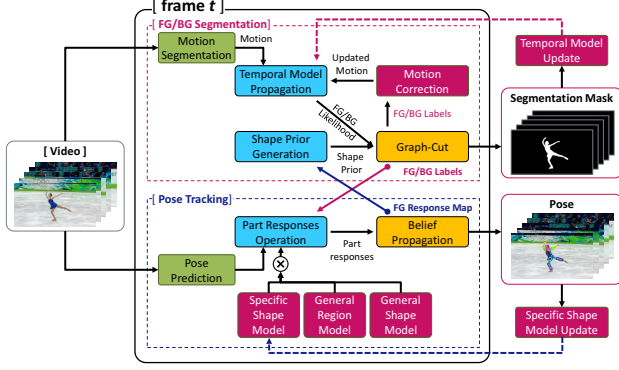 [ frame t ]
[ FG/BG Segmentation]
Motion
Segmentation
Motion
Temporal Model
Propagation
Updated
Motion
Motion
Correction
Temporal Model
Update
FG/BG
Likelihood
FG/BG Labels
Segmentation Mask
Shape Prior
Generation
Shape
Prior
Graph-Cut
FG/BG Labels
[ Video ]
[Pose Tracking]
FG Response Map
Pose
Part Responses
Operation
Part
responses
Belief
Propagation
Pose
Prediction
Specific
Shape
Model
General
Region
Model
General
Shape
Model
Specific Shape
Model Update